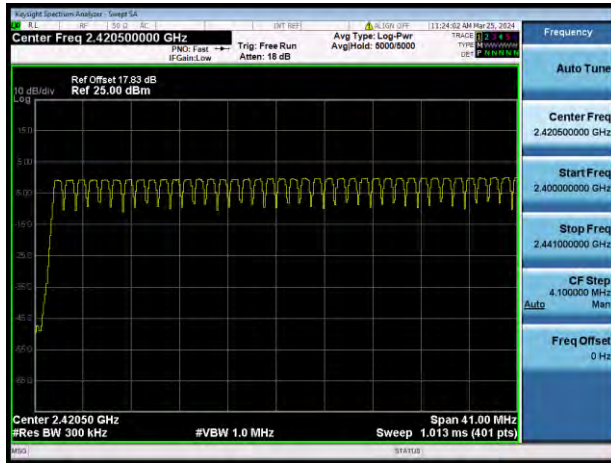 Keysight Spectrum Analyzer - Swept SA
RL RF 50 Ω AC INT REF ALIGN OFF 11:24:02 AM Mar 25, 2024
Center Freq 2.420500000 GHz
PNO: Fast
IFGain:Low
Trig: Free Run
Atten: 18 dB
Avg Type: Log-Pwr
Avg|Hold: 5000/5000
TRACE 1 2 3 4 5 6
TYPE M W W W W W
DET P N N N N N
Frequency
Ref Offset 17.83 dB
10 dB/div Ref 25.00 dBm
Log
15.0
5.00
-5.00
-15.0
-25.0
-35.0
-45.0
-55.0
-65.0
Center 2.42050 GHz
#Res BW 300 kHz
#VBW 1.0 MHz
Span 41.00 MHz
Sweep 1.013 ms (401 pts)
MSG
STATUS
Auto Tune
Center Freq
2.420500000 GHz
Start Freq
2.400000000 GHz
Stop Freq
2.441000000 GHz
CF Step
4.100000 MHz
Auto Man
Freq Offset
0 Hz